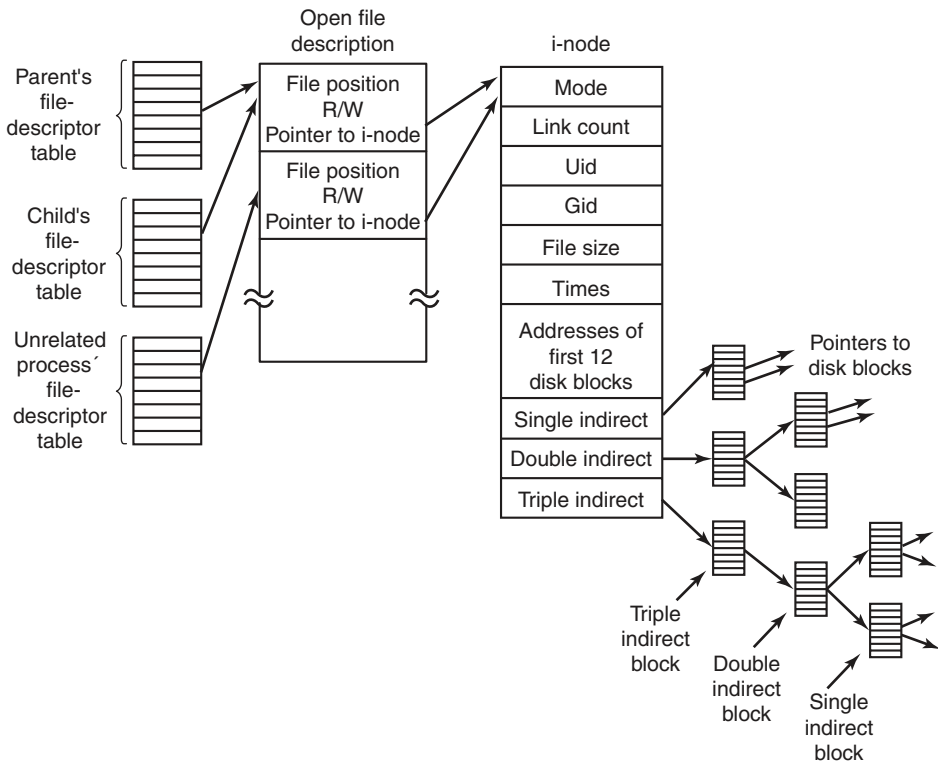 Open file
description
i-node
Parent's
file-
descriptor
table
Child's
file-
descriptor
table
Unrelated
process´
file-
descriptor
table
File position
R/W
Pointer to i-node
File position
R/W
Pointer to i-node
Mode
Link count
Uid
Gid
File size
Times
Addresses of
first 12
disk blocks
Single indirect
Double indirect
Triple indirect
Pointers to
disk blocks
Triple
indirect
block
Double
indirect
block
Single
indirect
block